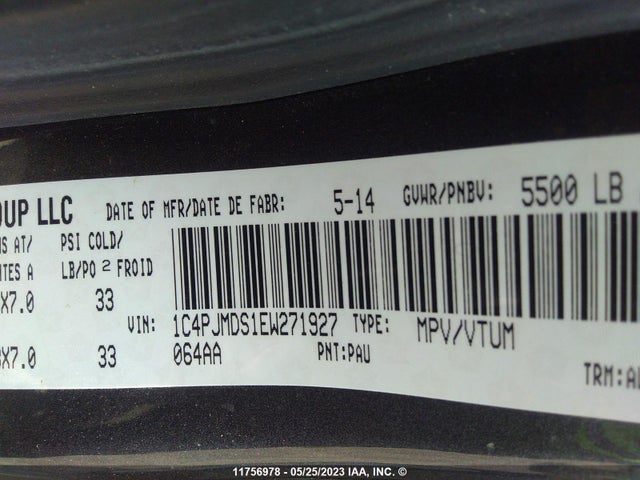 OUP LLC DATE OF MFR/DATE DE FABR: 5-14 GVWR/PNBV: 5500 LB
PSI COLD/
LB/PO 2 FROID
X7.0 33
VIN: 1C4PJMDS1EW271927 TYPE: MPV/VTUM
X7.0 33 064AA PNT:PAU
TRM:
11756978 - 05/25/2023 IAA, INC. ©